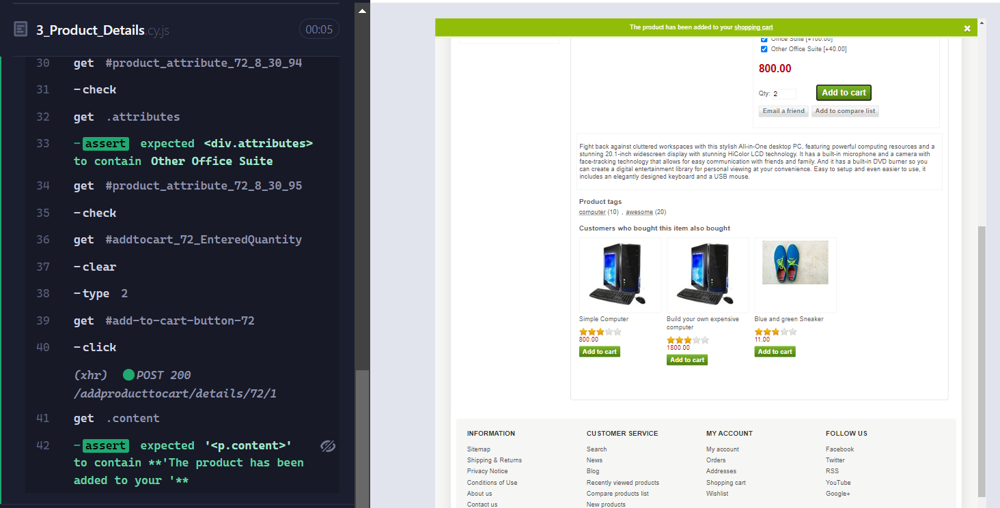 3_Product_Details.cy.js
00:05
30 get #product_attribute_72_8_30_94
31 -check
32 get .attributes
33 -assert expected <div.attributes>
to contain Other Office Suite
34 get #product_attribute_72_8_30_95
35 -check
36 get #addtocart_72_EnteredQuantity
37 -clear
38 -type 2
39 get #add-to-cart-button-72
40 -click
(xhr) POST 200
/addproducttocart/details/72/1
41 get .content
42 -assert expected '<p.content>'
to contain **'The product has been
added to your '**
The product has been added to your shopping cart
Office Suite [+100.00]
Other Office Suite [+40.00]
800.00
Qty: 2 Add to cart
Email a friend Add to compare list
Fight back against cluttered workspaces with this stylish All-in-One desktop PC, featuring powerful computing resources and a
stunning 20.1-inch widescreen display with stunning HiColor LCD technology. It has a built-in microphone and a camera with
face-tracking technology that allows for easy communication with friends and family. And it has a built-in DVD burner so you
can create a digital entertainment library for personal viewing at your convenience. Easy to setup and even easier to use, it
includes an elegantly designed keyboard and a USB mouse.
Product tags
computer (10) , awesome (20)
Customers who bought this item also bought
Simple Computer
800.00
Add to cart
Build your own expensive
computer
1800.00
Add to cart
Blue and green Sneaker
11.00
Add to cart
INFORMATION
Sitemap
Shipping & Returns
Privacy Notice
Conditions of Use
About us
Contact us
CUSTOMER SERVICE
Search
News
Blog
Recently viewed products
Compare products list
New products
MY ACCOUNT
My account
Orders
Addresses
Shopping cart
Wishlist
FOLLOW US
Facebook
Twitter
RSS
YouTube
Google+